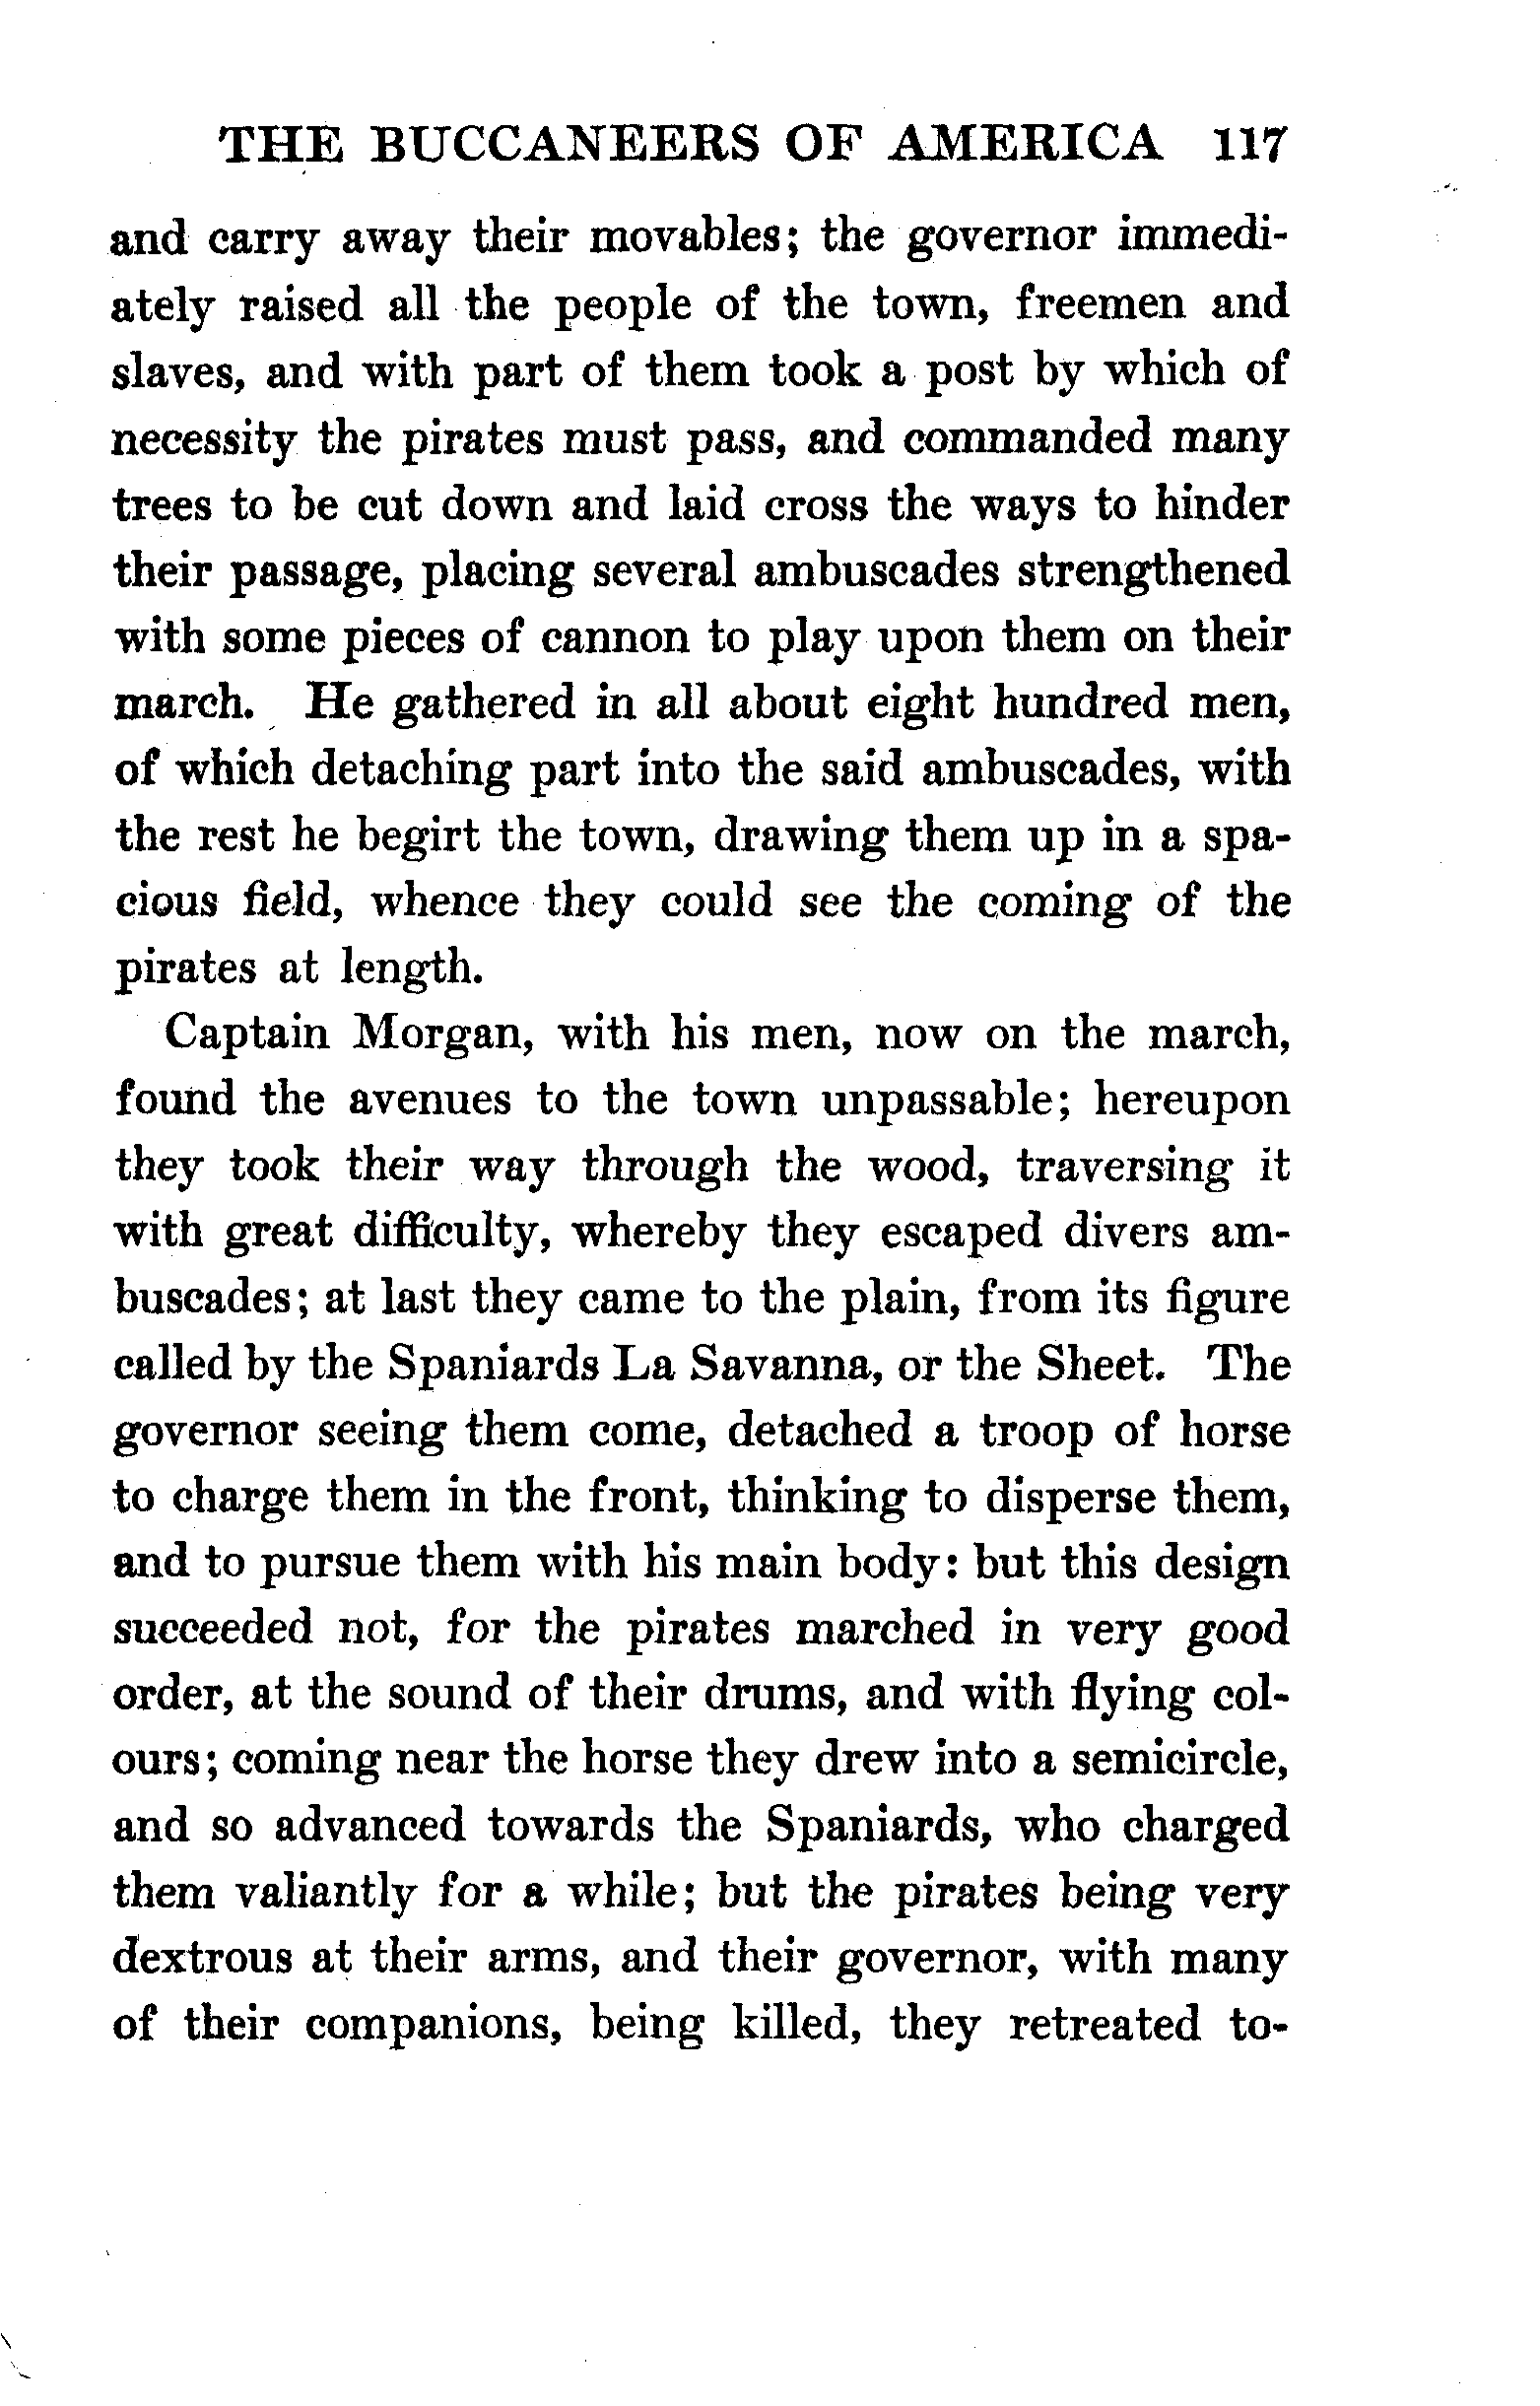 THE BUCCANEERS OF AMERICA 117
and carry away their movables; the governor immedi-
ately raised all the people of the town, freemen and
slaves, and with part of them took a post by which of
necessity the pirates must pass, and commanded many
trees to be cut down and laid cross the ways to hinder
their passage, placing several ambuscades strengthened
with some pieces of cannon to play upon them on their
march. He gathered in all about eight hundred men,
of which detaching part into the said ambuscades, with
the rest he begirt the town, drawing them up in a spa-
cious field, whence they could see the coming of the
pirates at length.
Captain Morgan, with his men, now on the march,
found the avenues to the town unpassable; hereupon
they took their way through the wood, traversing it
with great difficulty, whereby they escaped divers am-
buscades; at last they came to the plain, from its figure
called by the Spaniards La Savanna, or the Sheet. The
governor seeing them come, detached a troop of horse
to charge them in the front, thinking to disperse them,
and to pursue them with his main body: but this design
succeeded not, for the pirates marched in very good
order, at the sound of their drums, and with flying col-
ours; coming near the horse they drew into a semicircle,
and so advanced towards the Spaniards, who charged
them valiantly for a while; but the pirates being very
dextrous at their arms, and their governor, with many
of their companions, being killed, they retreated to-